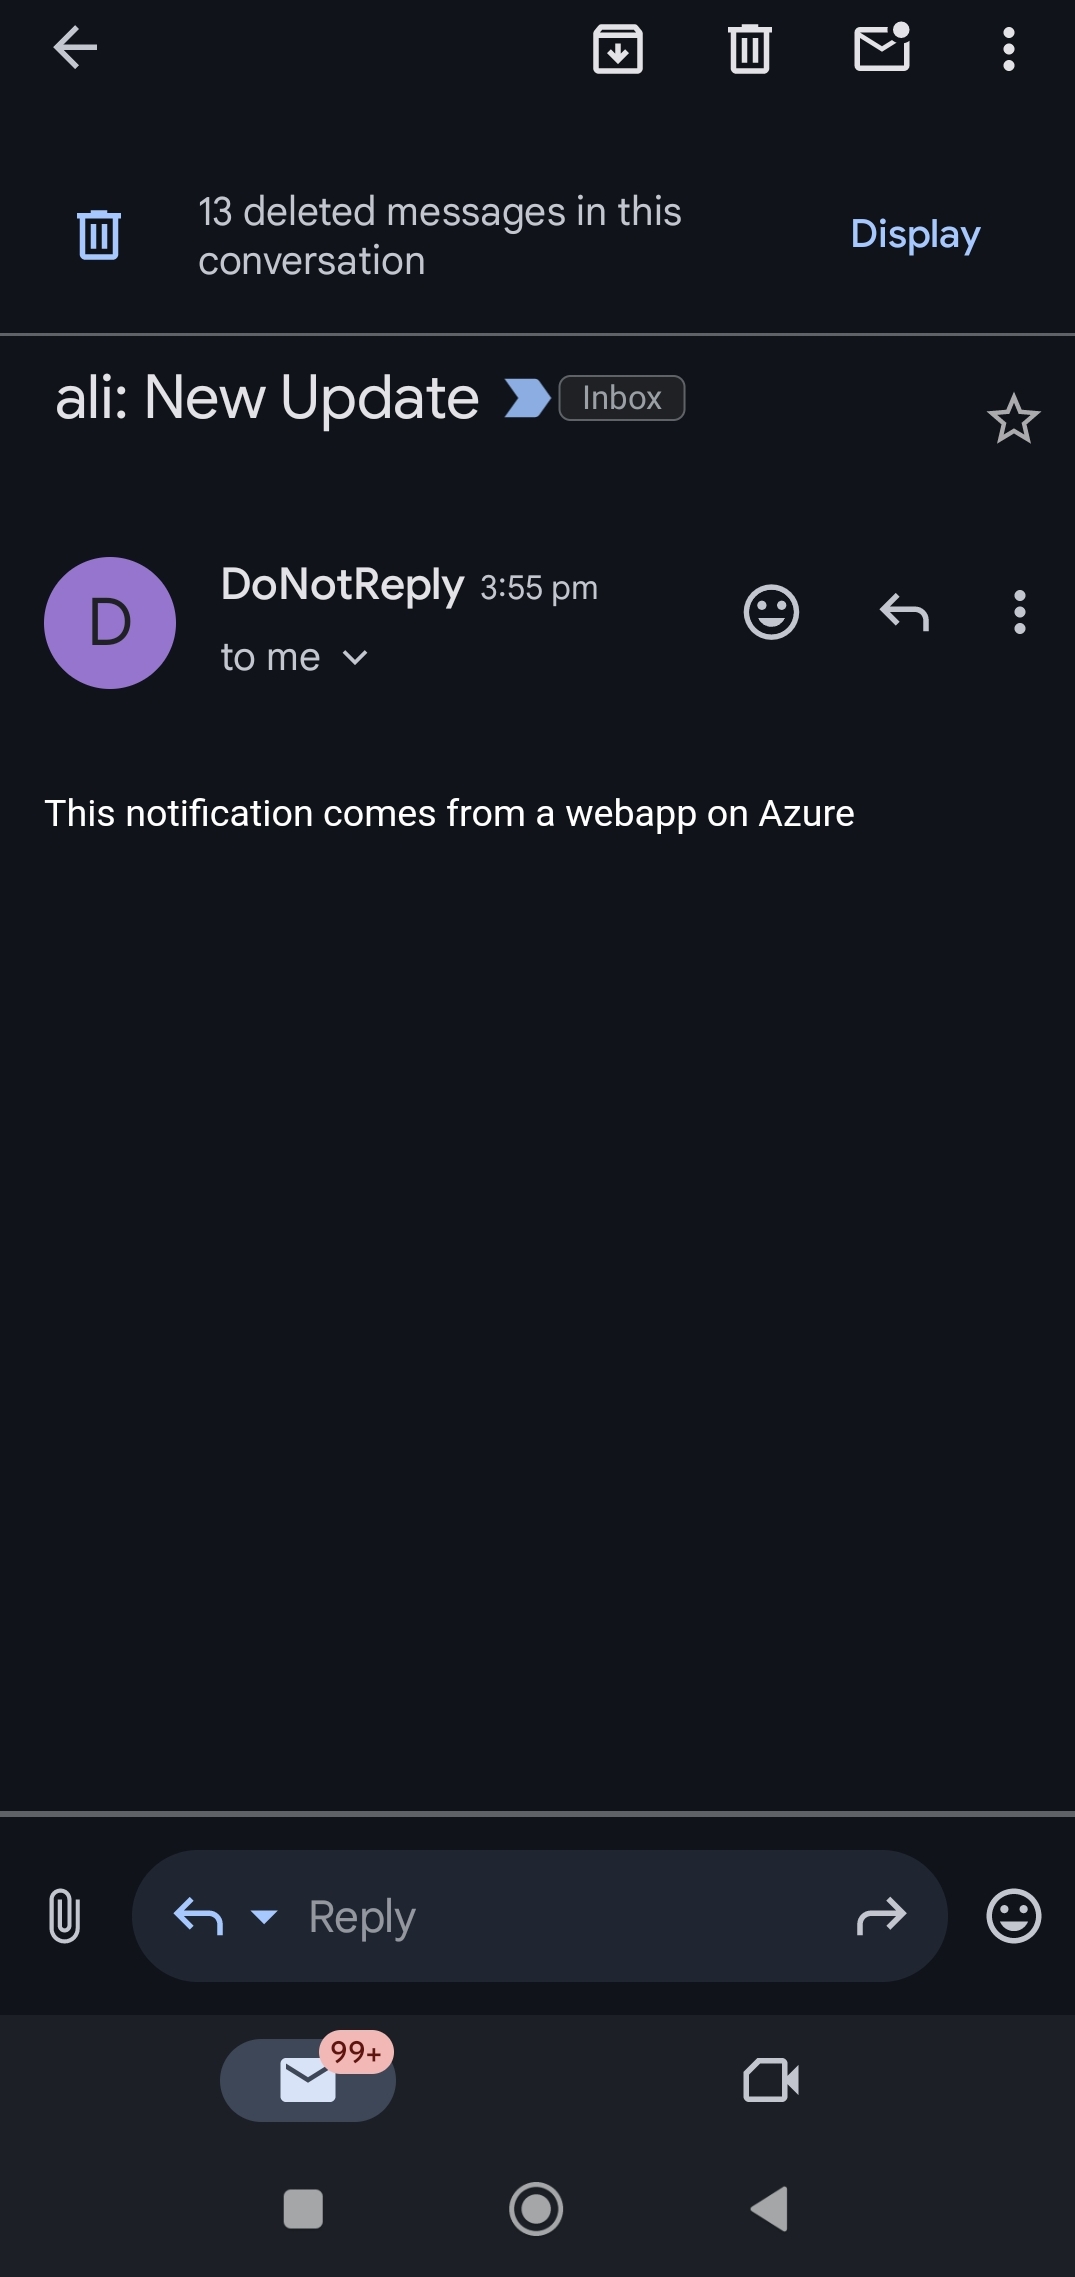 13 deleted messages in this
conversation
Display
ali: New Update
Inbox
D
DoNotReply 3:55 pm
to me
This notification comes from a webapp on Azure
Reply
99+